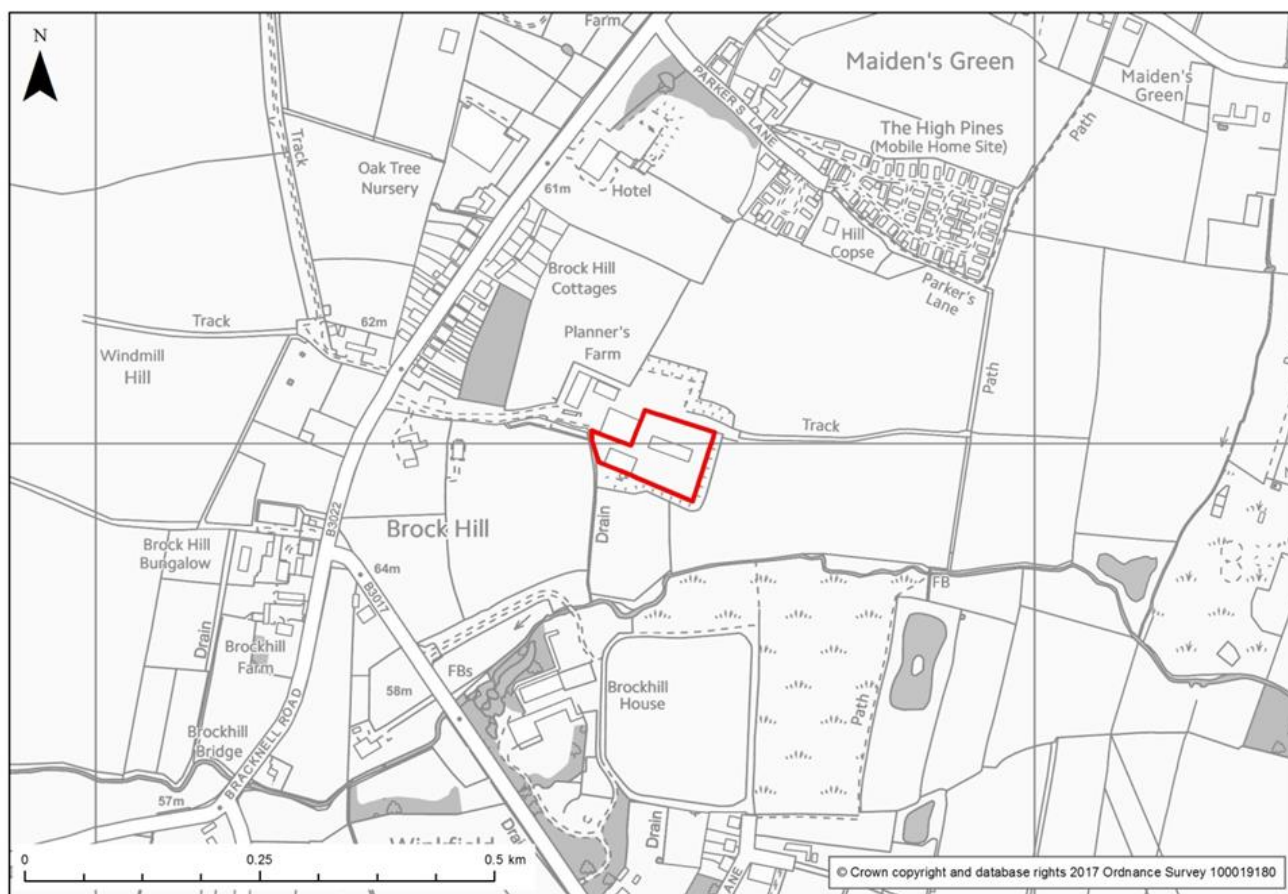 N
Farm
PARKER'S LANE
Maiden's Green
Maiden's
Green
The High Pines
(Mobile Home Site)
Path
Track
Oak Tree
Nursery
61m
Hotel
Hill
Copse
Parker's
Lane
Brock Hill
Cottages
Track
62m
Planner's
Farm
Windmill
Hill
Path
Track
B3022
Brock Hill
Drain
Brock Hill
Bungalow
64m
B3017
FB
Drain
Brockhill
Farm
FBs
58m
Brockhill
House
Path
Brockhill
Bridge
BRACKNELL ROAD
57m
Winkfield
Drain
Drain
LANE
0 0.25 0.5 km
© Crown copyright and database rights 2017 Ordnance Survey 100019180